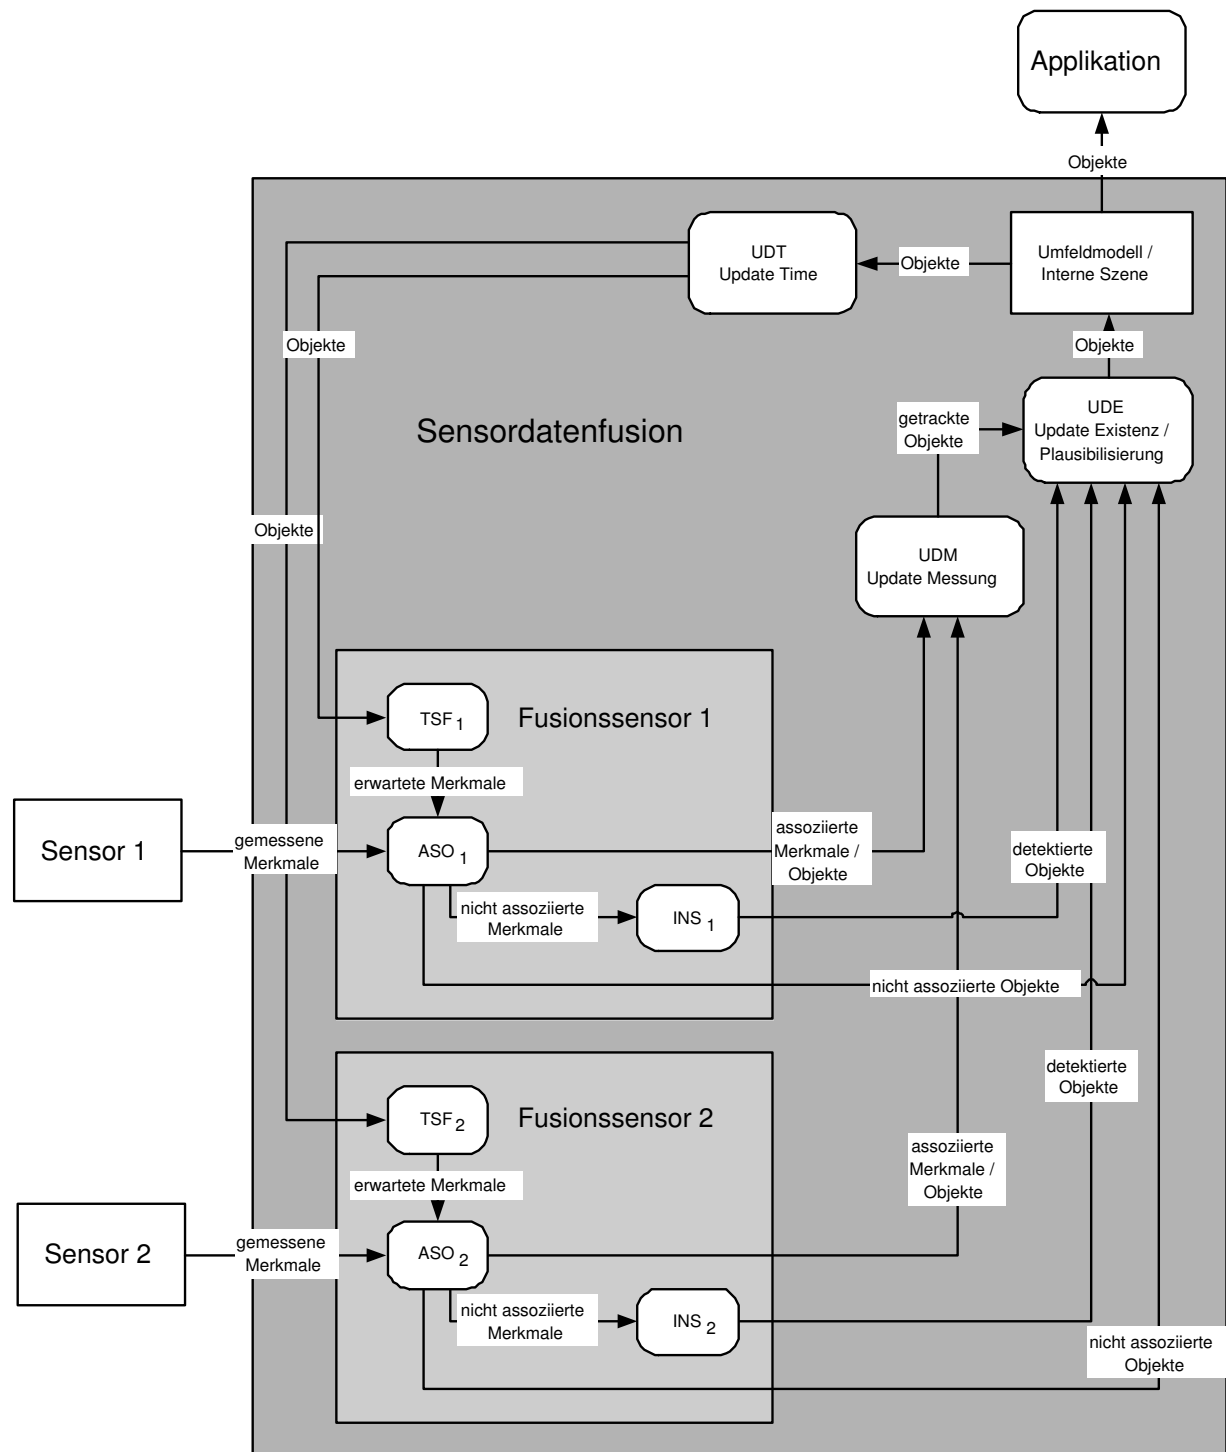 Applikation
Objekte
UDT
Update Time
Objekte
Umfeldmodell /
Interne Szene
Objekte
Objekte
UDE
Update Existenz /
Plausibilisierung
getrackte
Objekte
Sensordatenfusion
Objekte
UDM
Update Messung
TSF 1
Fusionssensor 1
erwartete Merkmale
Sensor 1
gemessene
Merkmale
ASO 1
assoziierte
Merkmale /
Objekte
detektierte
Objekte
nicht assoziierte
Merkmale
INS 1
nicht assoziierte Objekte
detektierte
Objekte
TSF 2
Fusionssensor 2
erwartete Merkmale
assoziierte
Merkmale /
Objekte
Sensor 2
gemessene
Merkmale
ASO 2
nicht assoziierte
Merkmale
INS 2
nicht assoziierte
Objekte